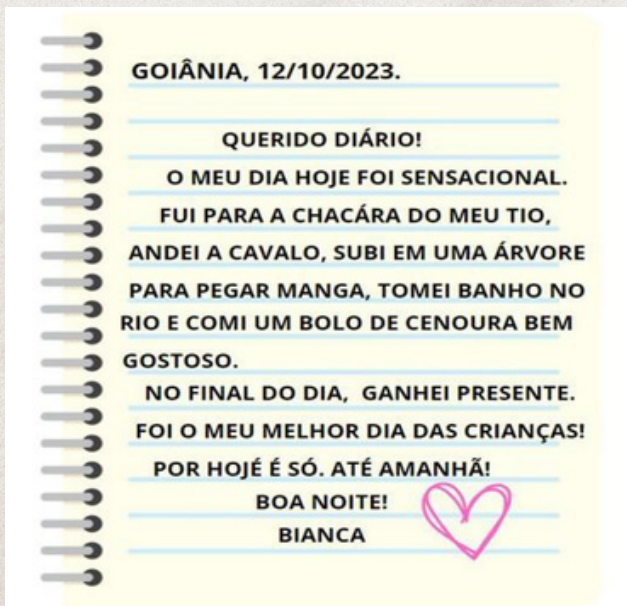 GOIÂNIA, 12/10/2023.
QUERIDO DIÁRIO!
O MEU DIA HOJE FOI SENSACIONAL.
FUI PARA A CHACÁRA DO MEU TIO,
ANDEI A CAVALO, SUBI EM UMA ÁRVORE
PARA PEGAR MANGA, TOMEI BANHO NO
RIO E COMI UM BOLO DE CENOURA BEM
GOSTOSO.
NO FINAL DO DIA, GANHEI PRESENTE.
FOI O MEU MELHOR DIA DAS CRIANÇAS!
POR HOJÉ É SÓ. ATÉ AMANHÃ!
BOA NOITE!
BIANCA